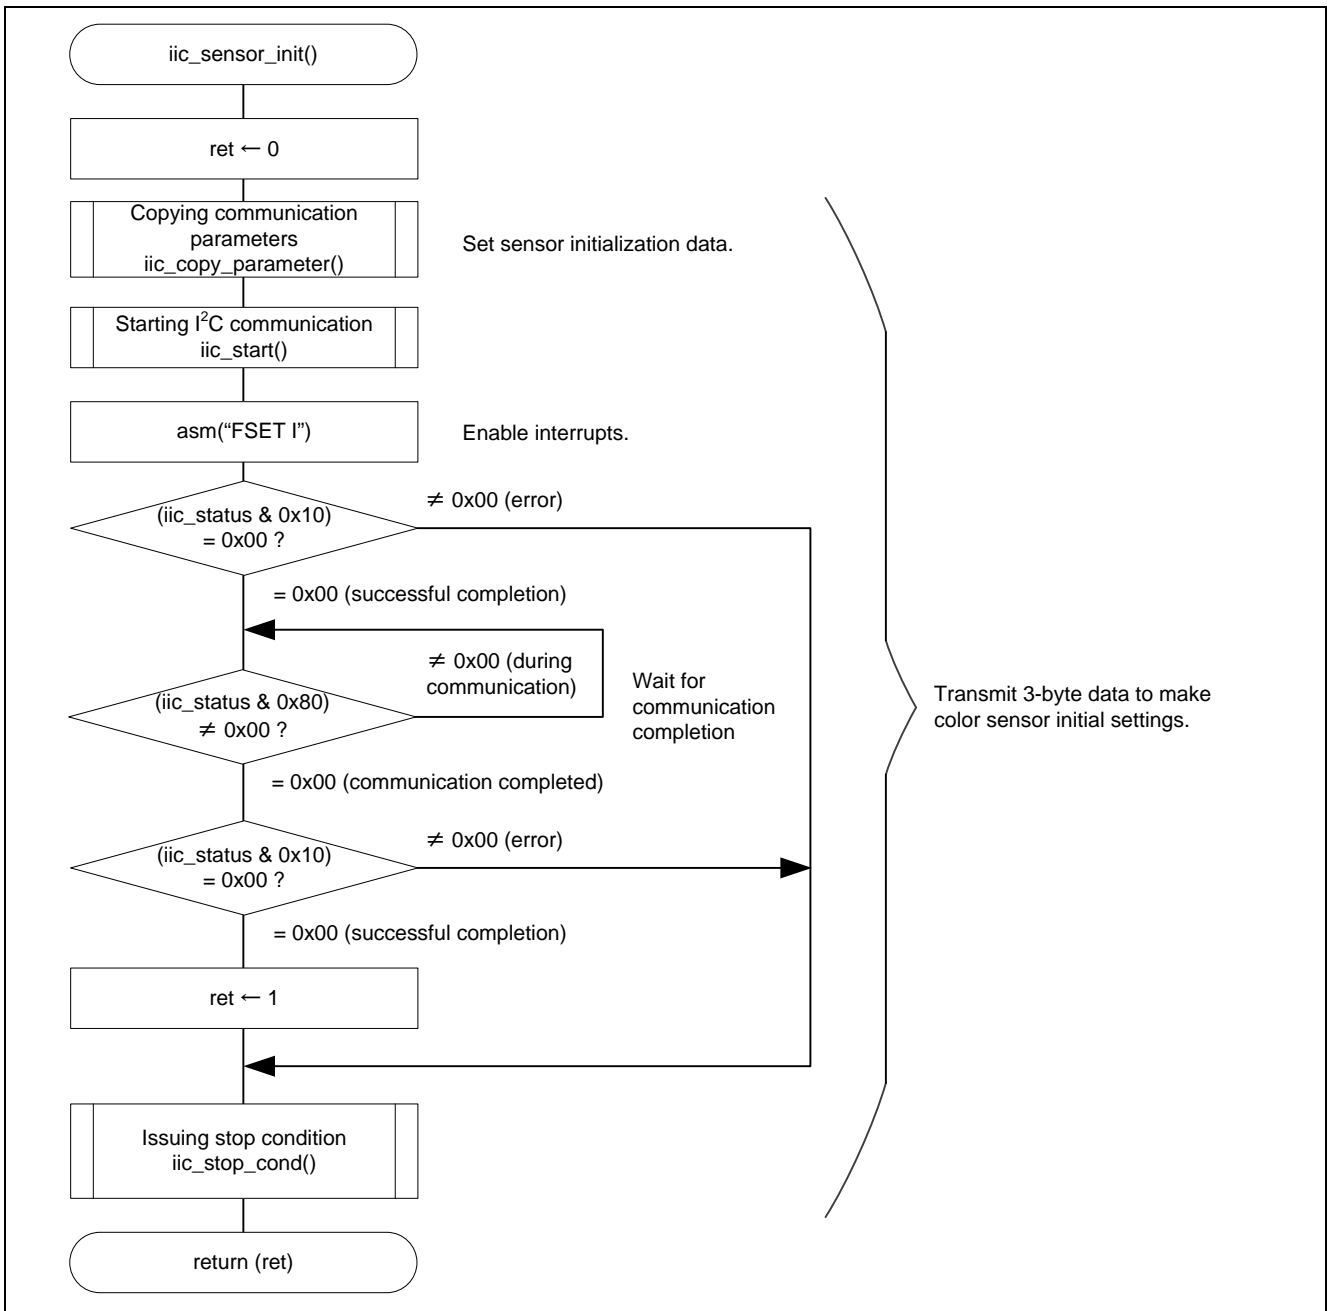 iic_sensor_init()
ret ← 0
Copying communication
parameters
iic_copy_parameter()
Set sensor initialization data.
Starting I²C communication
iic_start()
asm(“FSET I”)
Enable interrupts.
(iic_status & 0x10)
= 0x00 ?
≠ 0x00 (error)
= 0x00 (successful completion)
(iic_status & 0x80)
≠ 0x00 ?
≠ 0x00 (during
communication)
Wait for
communication
completion
Transmit 3-byte data to make
color sensor initial settings.
= 0x00 (communication completed)
(iic_status & 0x10)
= 0x00 ?
≠ 0x00 (error)
= 0x00 (successful completion)
ret ← 1
Issuing stop condition
iic_stop_cond()
return (ret)